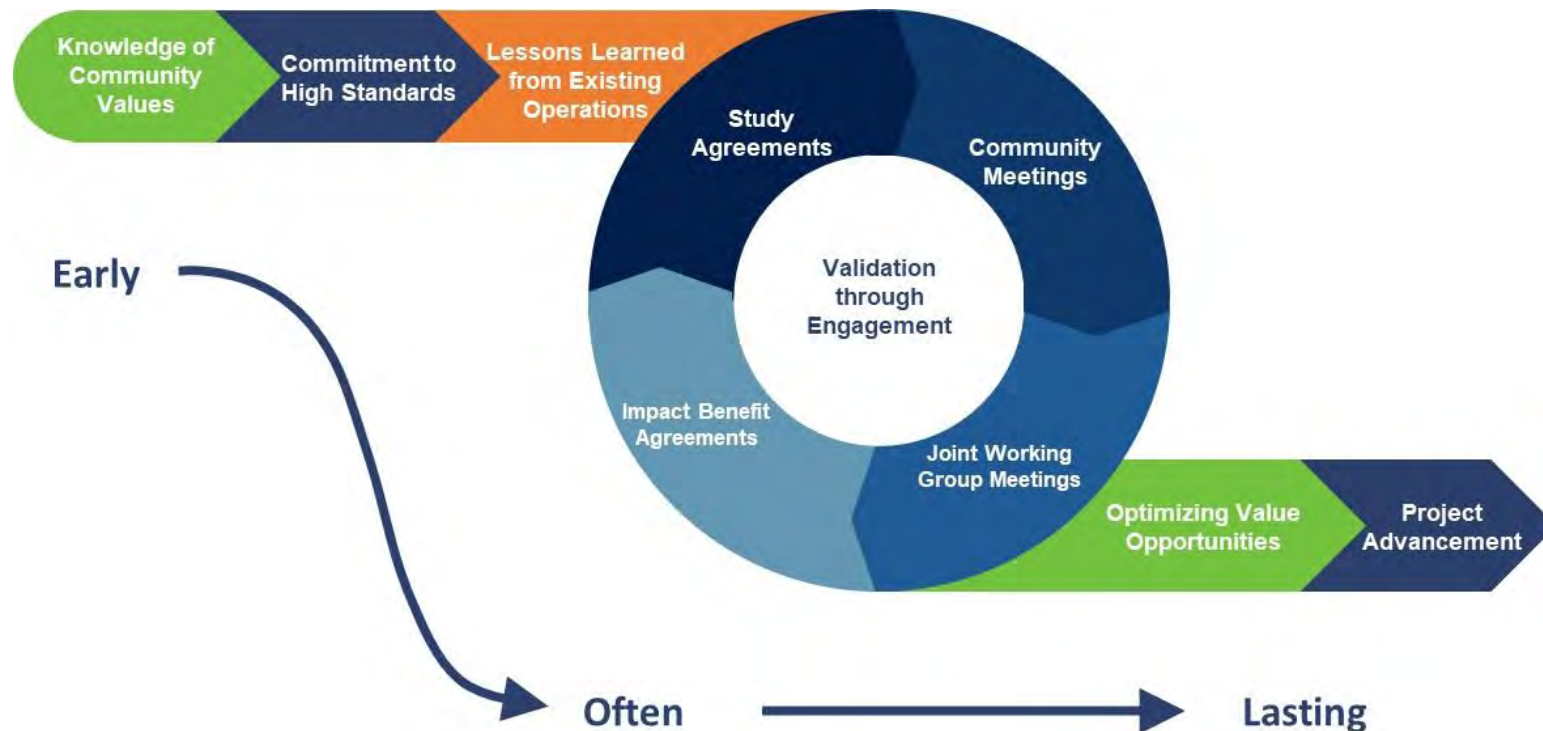 Knowledge of
Community
Values
Commitment to
High Standards
Lessons Learned
from Existing
Operations
Study
Agreements
Community
Meetings
Validation
through
Engagement
Impact Benefit
Agreements
Joint Working
Group Meetings
Optimizing Value
Opportunities
Project
Advancement
Early
Often
Lasting